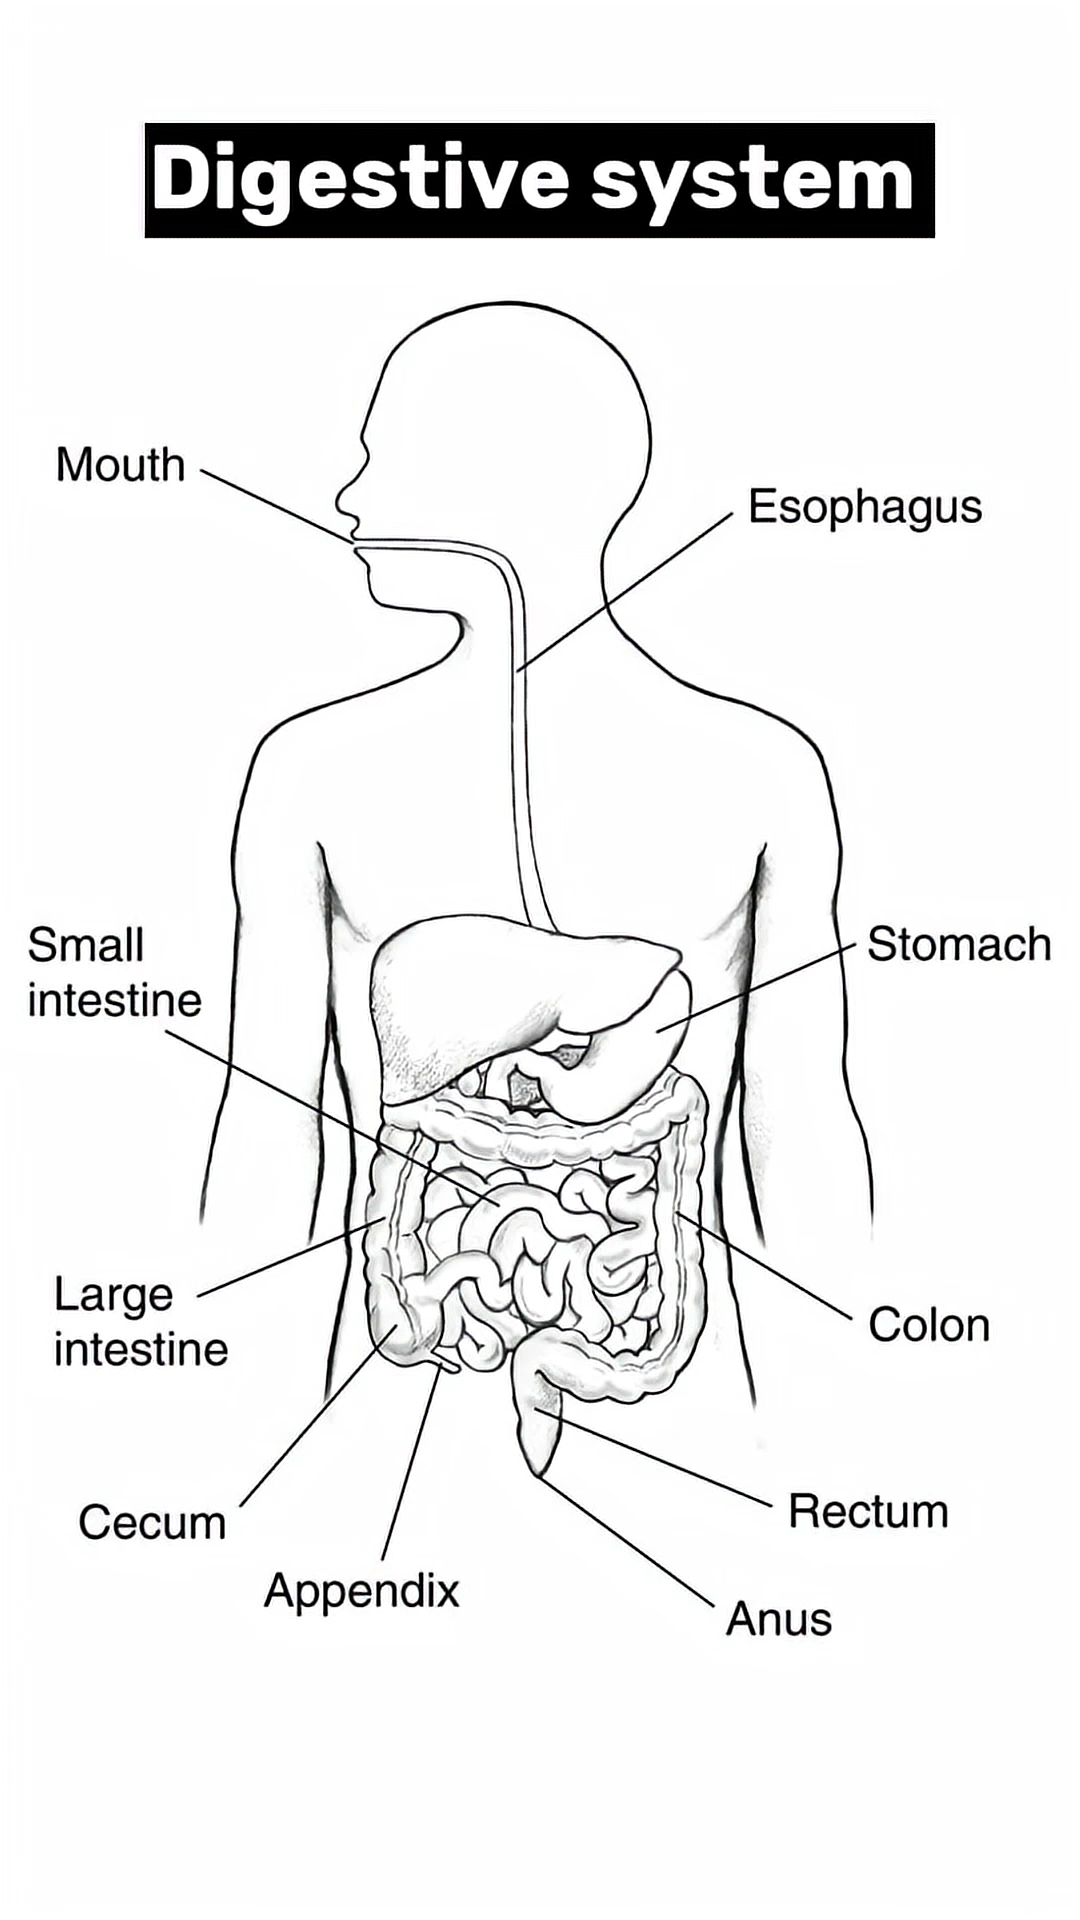 Digestive system
Mouth
Esophagus
Small
intestine
Stomach
Large
intestine
Colon
Cecum
Rectum
Appendix
Anus